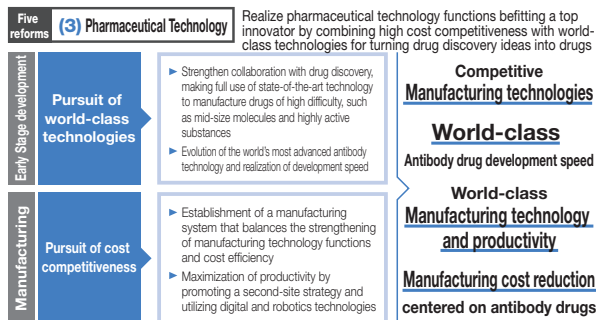 Five
reforms
(3) Pharmaceutical Technology
Realize pharmaceutical technology functions befitting a top
innovator by combining high cost competitiveness with world-
class technologies for turning drug discovery ideas into drugs
Early Stage development
Pursuit of
world-class
technologies
► Strengthen collaboration with drug discovery,
making full use of state-of-the-art technology
to manufacture drugs of high difficulty, such
as mid-size molecules and highly active
substances
► Evolution of the world's most advanced antibody
technology and realization of development speed
Manufacturing
Pursuit of cost
competitiveness
► Establishment of a manufacturing
system that balances the strengthening
of manufacturing technology functions
and cost efficiency
► Maximization of productivity by
promoting a second-site strategy and
utilizing digital and robotics technologies
Competitive
Manufacturing technologies
World-class
Antibody drug development speed
World-class
Manufacturing technology
and productivity
Manufacturing cost reduction
centered on antibody drugs